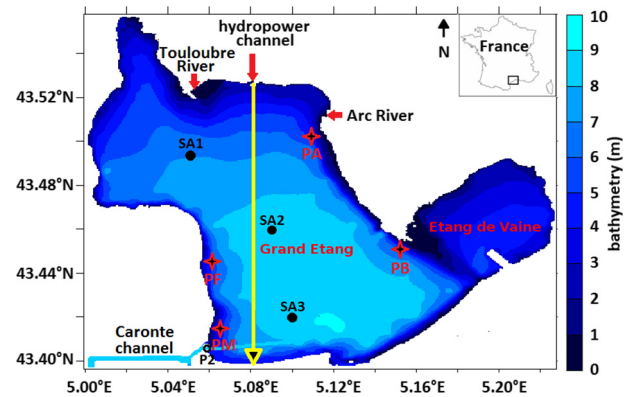 hydropower
channel
Touloubre
River
N
France
Arc River
SA1
PA
SA2
Grand Etang
Etang de Vaine
PB
PF
SA3
PM
P2
Caronte
channel
43.52°N
43.48°N
43.44°N
43.40°N
5.00°E
5.04°E
5.08°E
5.12°E
5.16°E
5.20°E
10
9
8
7
6
5
4
3
2
1
0
bathymetry (m)